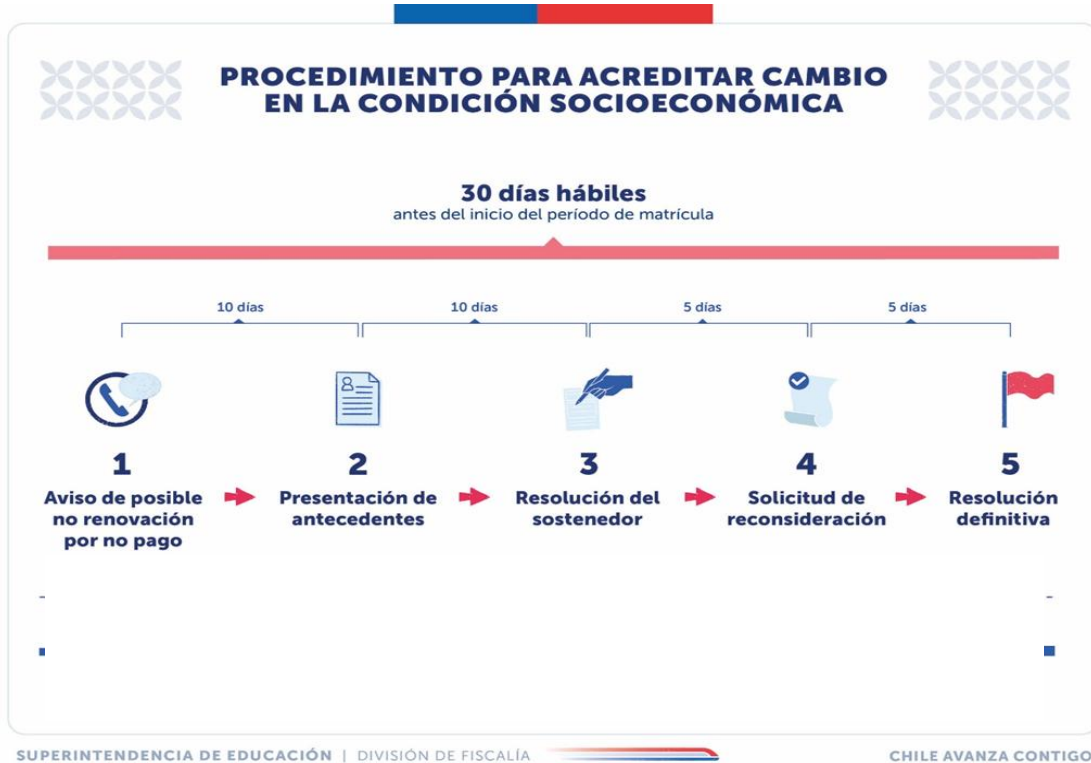 PROCEDIMIENTO PARA ACREDITAR CAMBIO
EN LA CONDICIÓN SOCIOECONÓMICA
30 días hábiles
antes del inicio del período de matrícula
10 días
10 días
5 días
5 días
1
Aviso de posible
no renovación
por no pago
2
Presentación de
antecedentes
3
Resolución del
sostenedor
4
Solicitud de
reconsideración
5
Resolución
definitiva
SUPERINTENDENCIA DE EDUCACIÓN | DIVISIÓN DE FISCALÍA
CHILE AVANZA CONTIGO